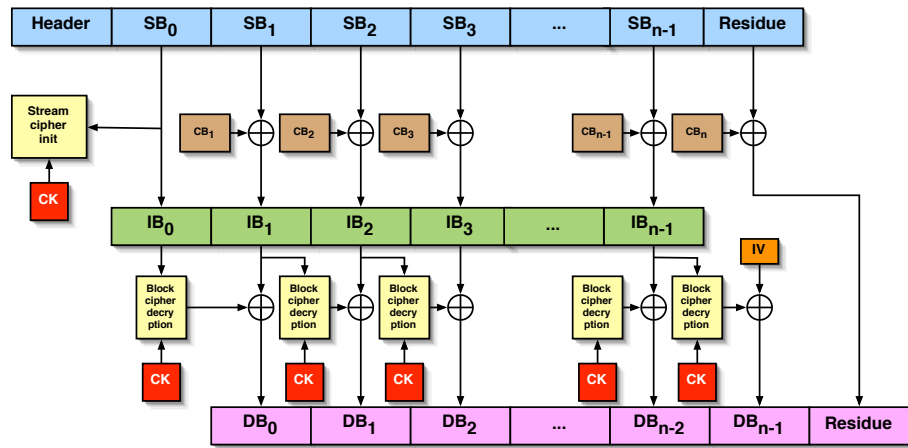 Header SB0 SB1 SB2 SB3 ... SBn-1 Residue
Stream
cipher
init
CB1 CB2 CB3 CBn-1 CBn
CK
IB0 IB1 IB2 IB3 ... IBn-1
IV
Block
cipher
decry
ption
Block
cipher
decry
ption
Block
cipher
decry
ption
Block
cipher
decry
ption
Block
cipher
decry
ption
CK CK CK CK CK
DB0 DB1 DB2 ... DBn-2 DBn-1 Residue